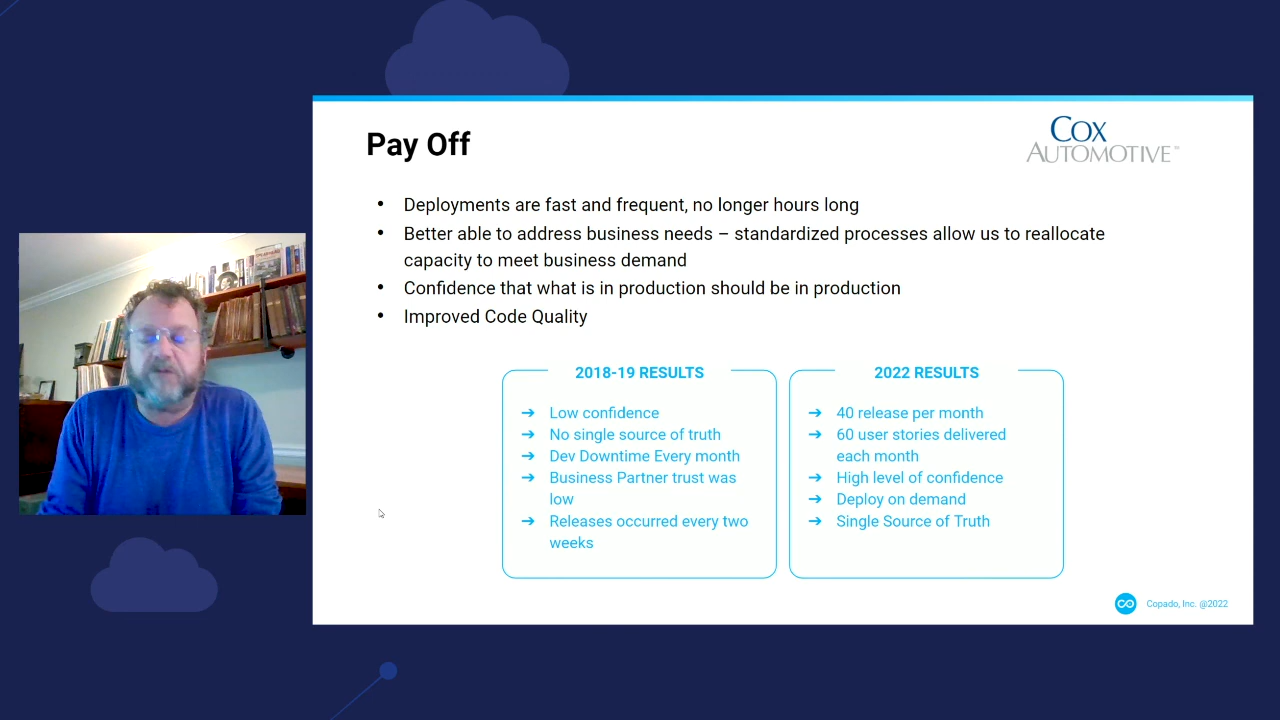 Pay Off
COX
AUTOMOTIVE
• Deployments are fast and frequent, no longer hours long
• Better able to address business needs – standardized processes allow us to reallocate
capacity to meet business demand
• Confidence that what is in production should be in production
• Improved Code Quality
2018-19 RESULTS
➔ Low confidence
➔ No single source of truth
➔ Dev Downtime Every month
➔ Business Partner trust was
low
➔ Releases occurred every two
weeks
2022 RESULTS
➔ 40 release per month
➔ 60 user stories delivered
each month
➔ High level of confidence
➔ Deploy on demand
➔ Single Source of Truth
Copado, Inc. @2022